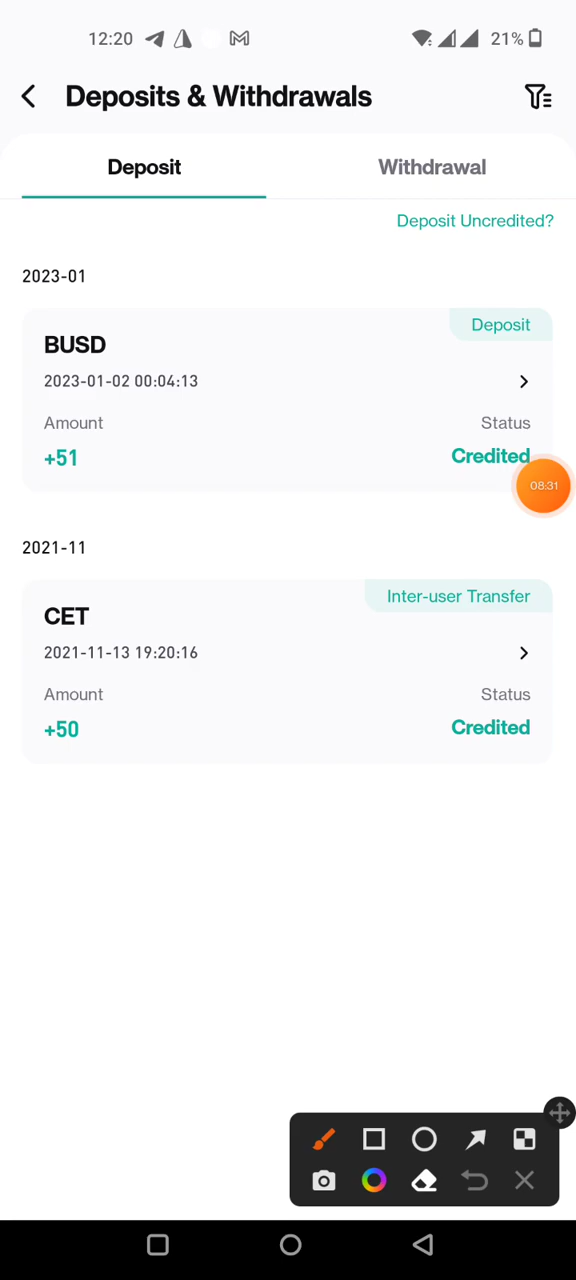 12:20 21%
Deposits & Withdrawals
Deposit Withdrawal
Deposit Uncredited?
2023-01
Deposit
BUSD
2023-01-02 00:04:13
Amount Status
+51 Credited
08:31
2021-11
Inter-user Transfer
CET
2021-11-13 19:20:16
Amount Status
+50 Credited